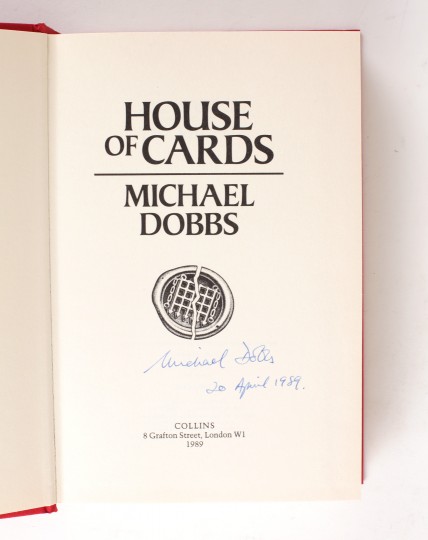 HOUSE
OF CARDS
MICHAEL
DOBBS
Michael Dobbs
20 April 1989.
COLLINS
8 Grafton Street, London W1
1989